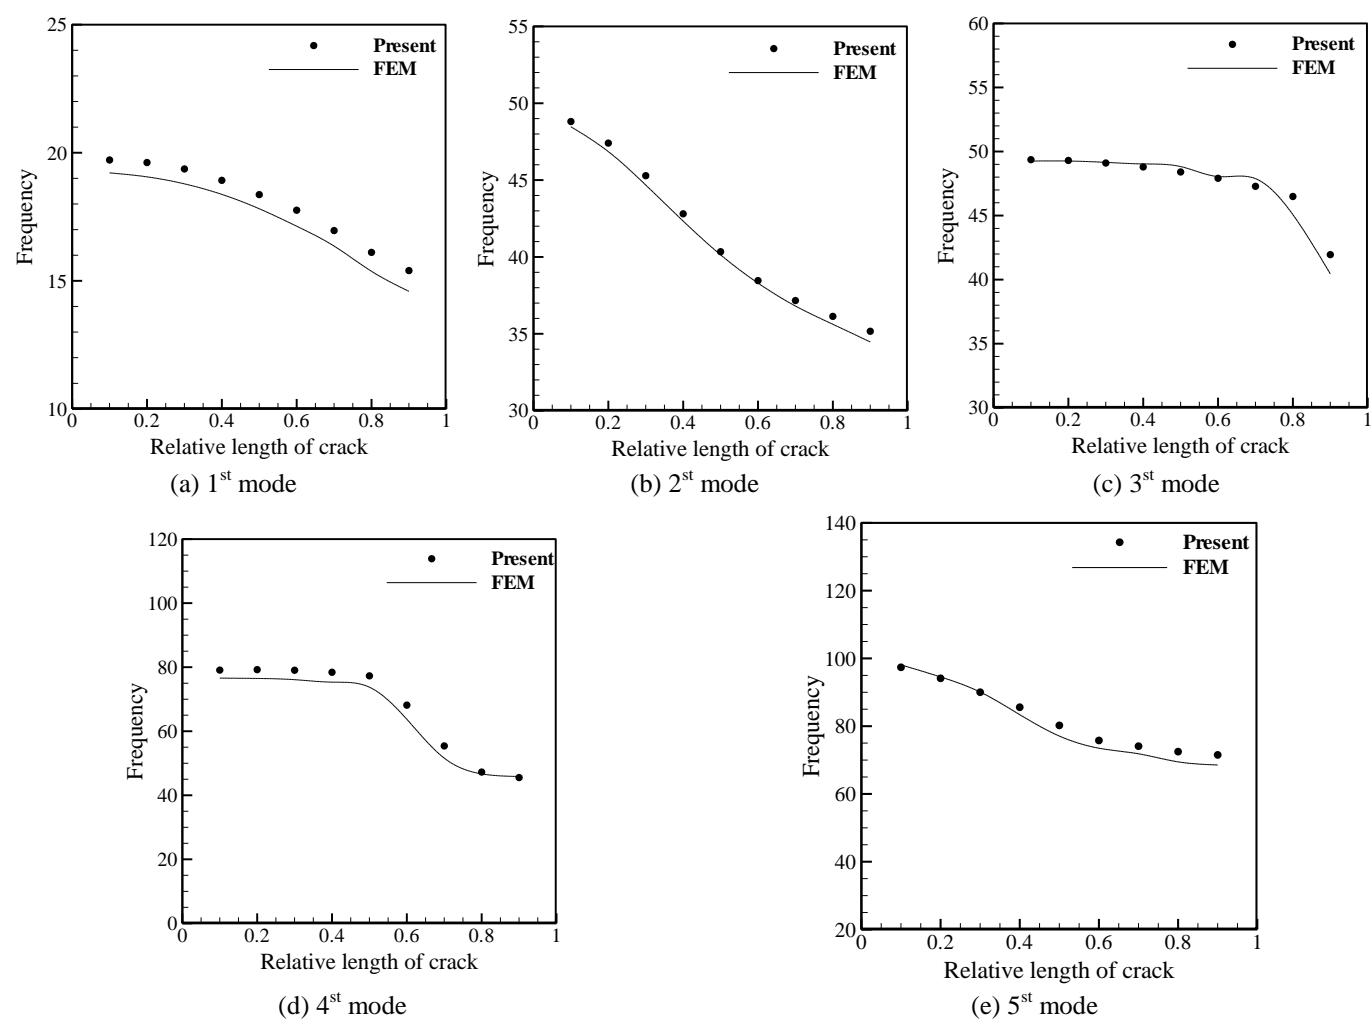 25
20
15
10
Frequency
Present
FEM
0 0.2 0.4 0.6 0.8 1
Relative length of crack
(a) 1st mode
55
50
45
40
35
30
Frequency
Present
FEM
0 0.2 0.4 0.6 0.8 1
Relative length of crack
(b) 2st mode
60
55
50
45
40
35
30
Frequency
Present
FEM
0 0.2 0.4 0.6 0.8 1
Relative length of crack
(c) 3st mode
120
100
80
60
40
20
0
Frequency
Present
FEM
0 0.2 0.4 0.6 0.8 1
Relative length of crack
(d) 4st mode
140
120
100
80
60
40
20
Frequency
Present
FEM
0 0.2 0.4 0.6 0.8 1
Relative length of crack
(e) 5st mode